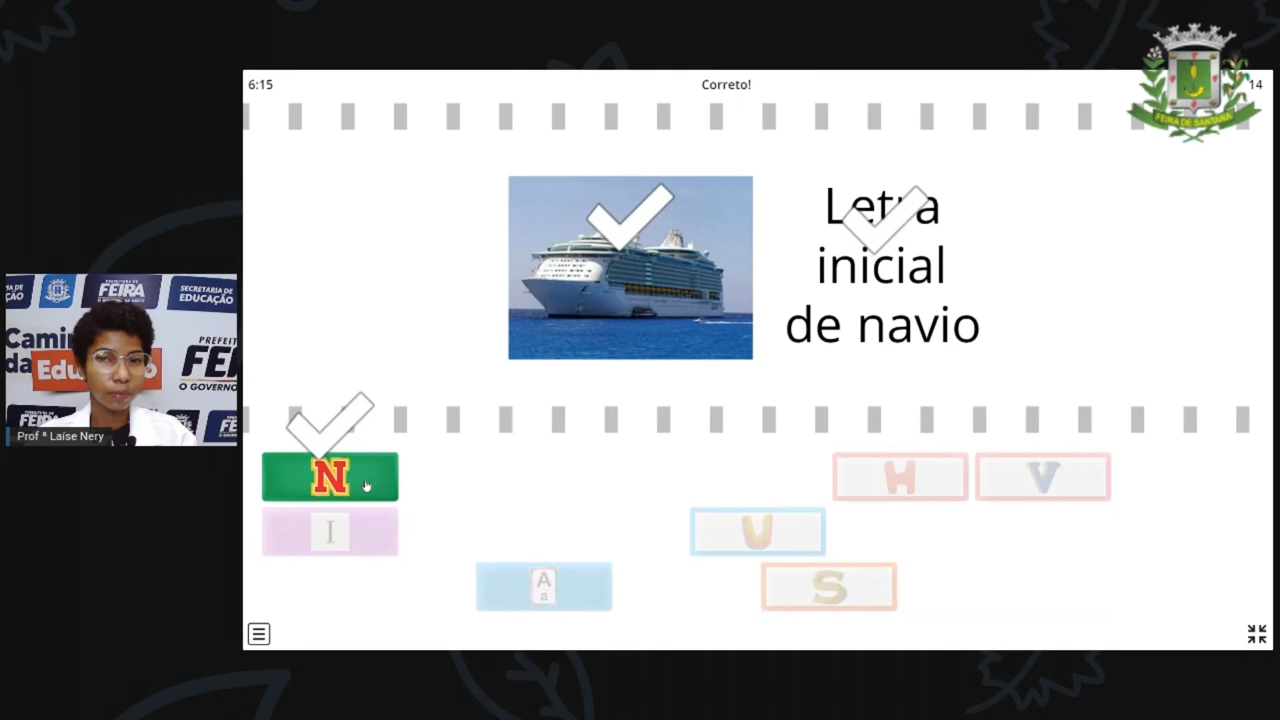 FEIRA DE SANTANA
6:15
Correto!
14
Letra
inicial
de navio
PREFEITURA DE
FEIRA
SECRETARIA DE
EDUCAÇÃO
O GOVERNO
Prof ª Laíse Nery
N
H
V
I
U
A
a
S